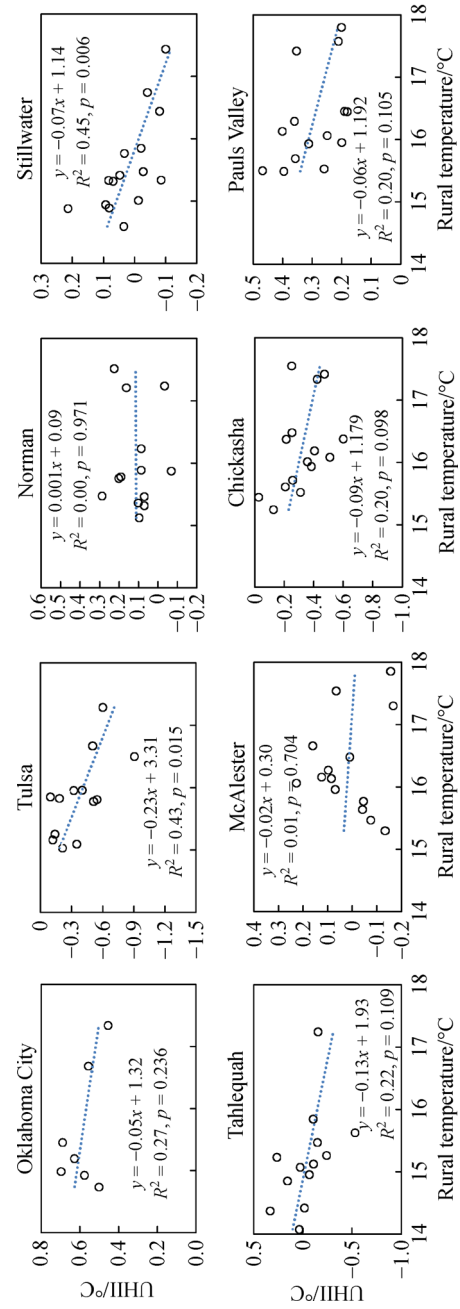 Oklahoma City
UHII/°C
0.8
0.6
0.4
0.2
0.0
y = −0.05x + 1.32
R² = 0.27, p = 0.236
Tulsa
0
−0.3
−0.6
−0.9
−1.2
−1.5
y = −0.23x + 3.31
R² = 0.43, p = 0.015
Norman
0.6
0.5
0.4
0.3
0.2
0.1
0
−0.1
−0.2
y = 0.001x + 0.09
R² = 0.00, p = 0.971
Stillwater
0.3
0.2
0.1
0
−0.1
−0.1
y = −0.07x + 1.14
R² = 0.45, p = 0.006
Tahlequah
UHII/°C
0.5
0
−0.5
−1.0
y = −0.13x + 1.93
R² = 0.22, p = 0.109
14 15 16 17 18
Rural temperature/°C
McAlester
0.4
0.3
0.2
0.1
0
−0.1
−0.2
y = −0.02x + 0.30
R² = 0.01, p = 0.704
14 15 16 17 18
Rural temperature/°C
Chickasha
0
−0.2
−0.4
−0.6
−0.8
−1.0
y = −0.09x + 1.179
R² = 0.20, p = 0.098
14 15 16 17 18
Rural temperature/°C
Pauls Valley
0.5
0.4
0.3
0.2
0.1
0
y = −0.06x + 1.192
R² = 0.20, p = 0.105
14 15 16 17 18
Rural temperature/°C